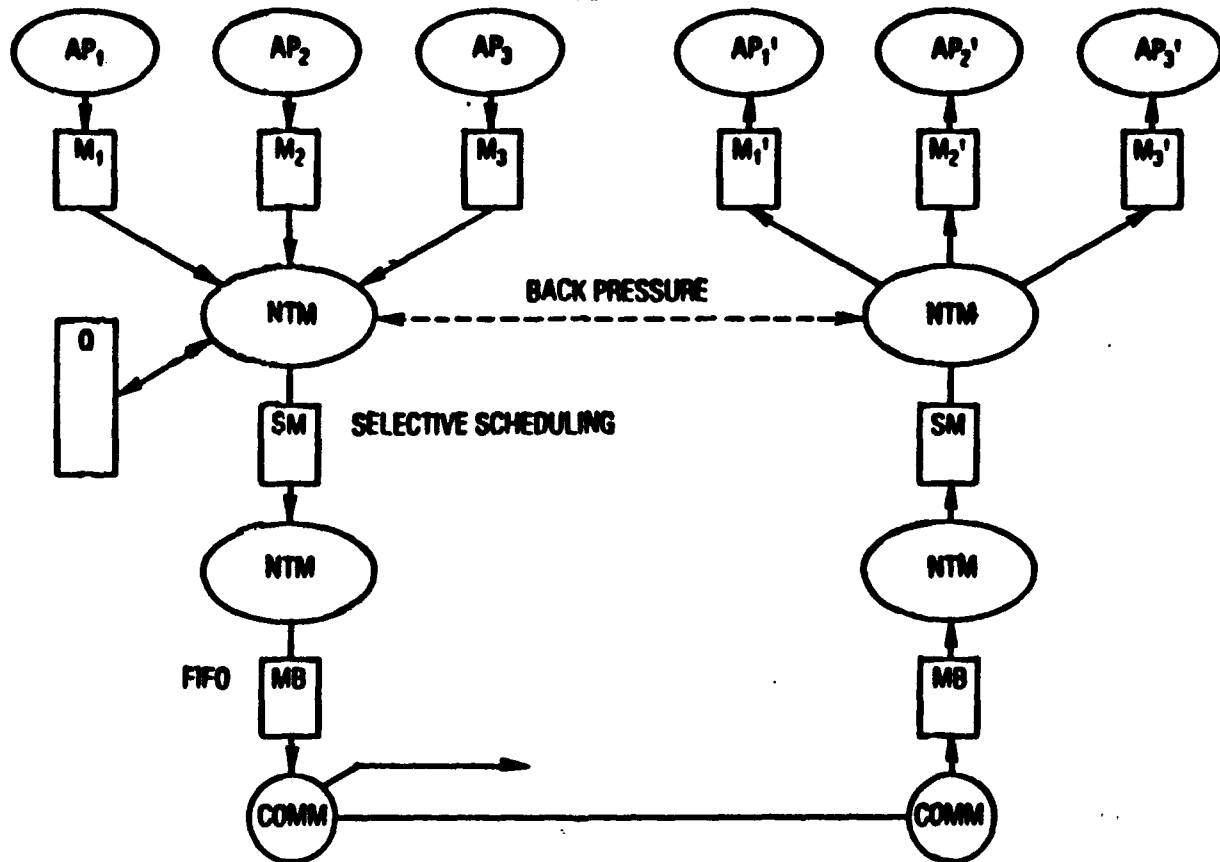 AP₁ AP₂ AP₃ AP₁' AP₂' AP₃'
M₁ M₂ M₃ M₁' M₂' M₃'
BACK PRESSURE
NTM NTM
Q
SM SELECTIVE SCHEDULING SM
NTM NTM
FIFO MB MB
COMM COMM